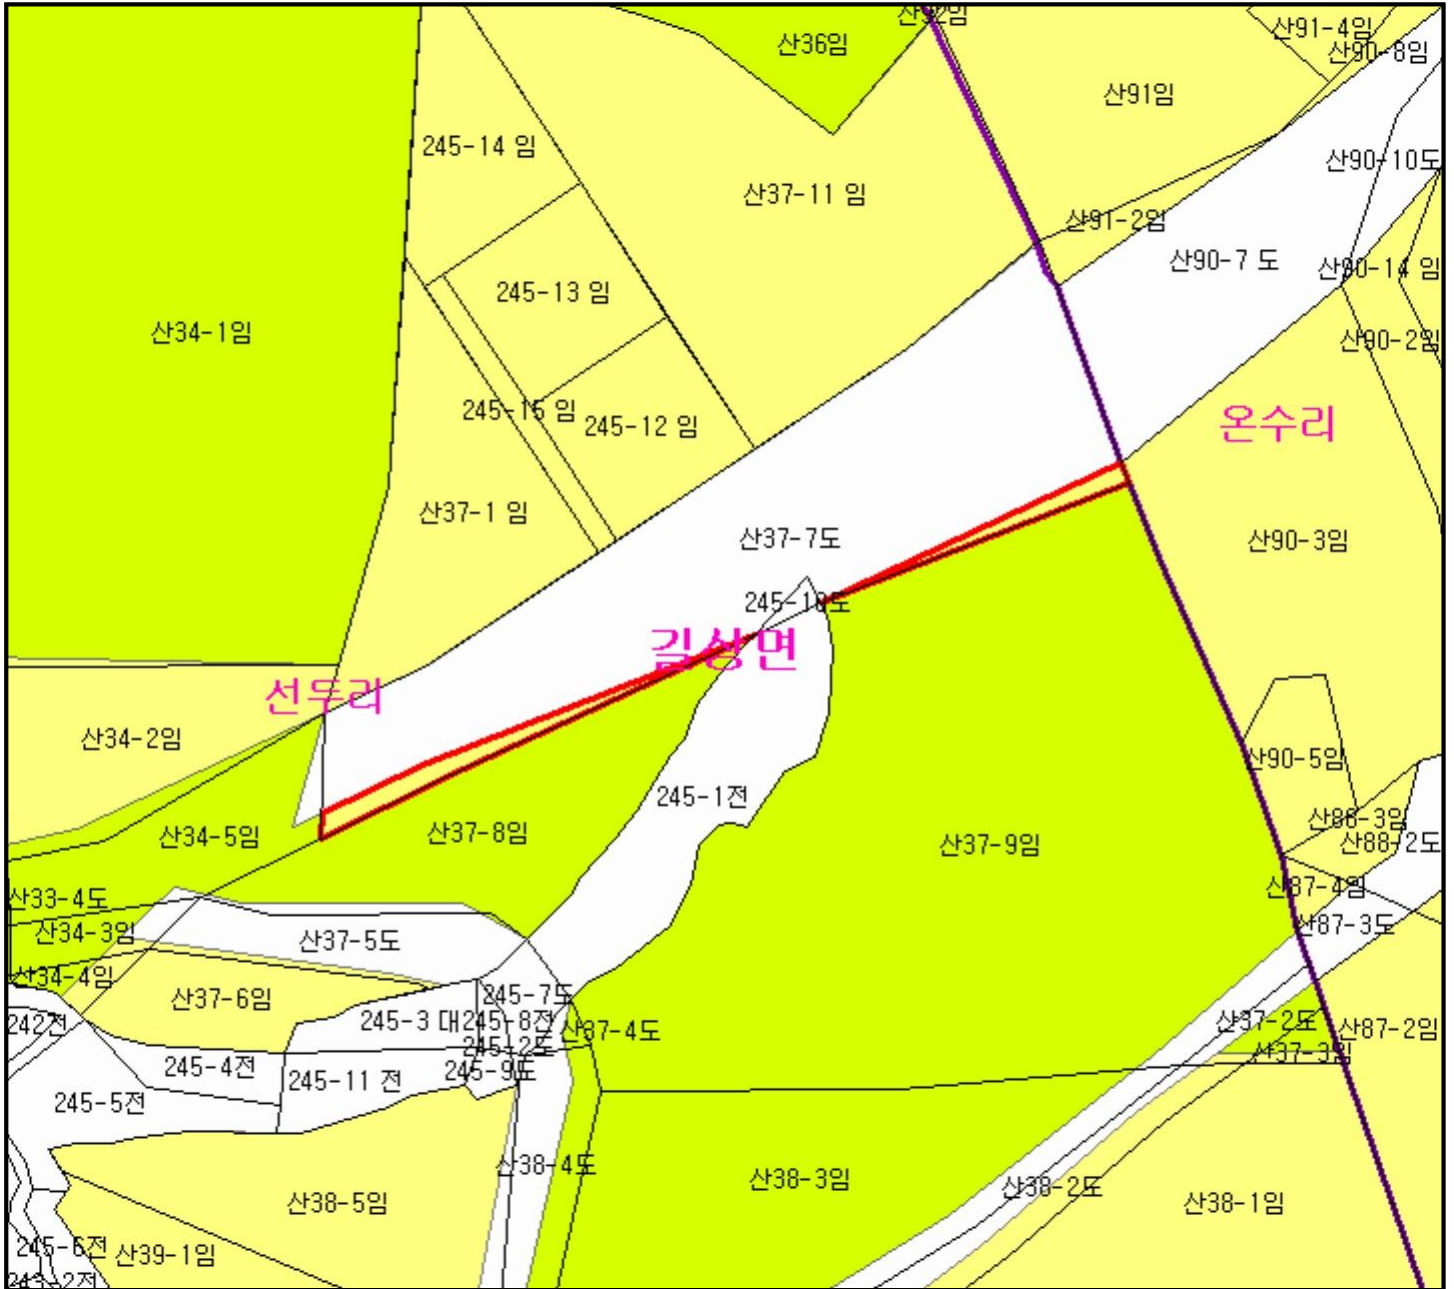 산36임
산91-4임
산90-8임
산91임
245-14 임
산90-10도
산37-11 임
산91-2임
산90-7 도
산90-14 임
245-13 임
산34-1임
산90-2임
245-15 임
245-12 임
온수리
산37-1 임
산37-7도
산90-3임
245-10도
길상면
선두리
산34-2임
산90-5임
245-1전
산88-3임
산34-5임
산37-8임
산37-9임
산88-2도
산87-4임
산33-4도
산87-3도
산34-3임
산37-5도
산34-4임
산37-6임
245-7도
242전
245-3 대
245-8전
산37-4도
산37-2도
산87-2임
245-2도
산37-3임
245-4전
245-9도
245-11 전
245-5전
산38-4도
산38-3임
산38-2도
산38-5임
산38-1임
245-6전
산39-1임
243-2전